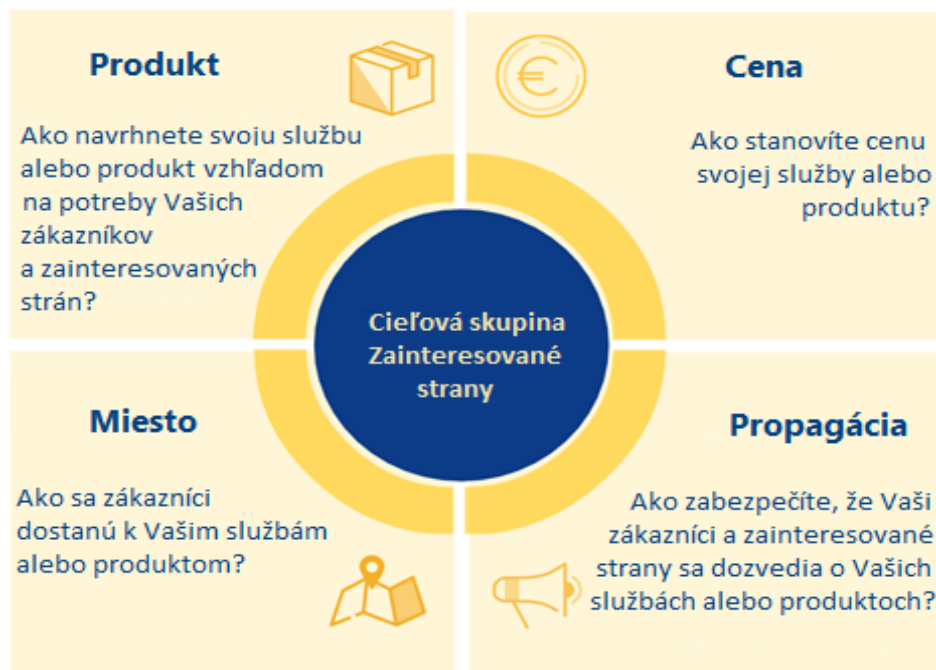 Produkt
Ako navrhnete svoju službu
alebo produkt vzhľadom
na potreby Vašich
zákazníkov
a zainteresovaných
strán?
Cena
Ako stanovíte cenu
svojej služby alebo
produktu?
Cieľová skupina
Zainteresované
strany
Miesto
Ako sa zákazníci
dostanú k Vašim službám
alebo produktom?
Propagácia
Ako zabezpečíte, že Vaši
zákazníci a zainteresované
strany sa dozvedia o Vašich
službách alebo produktoch?